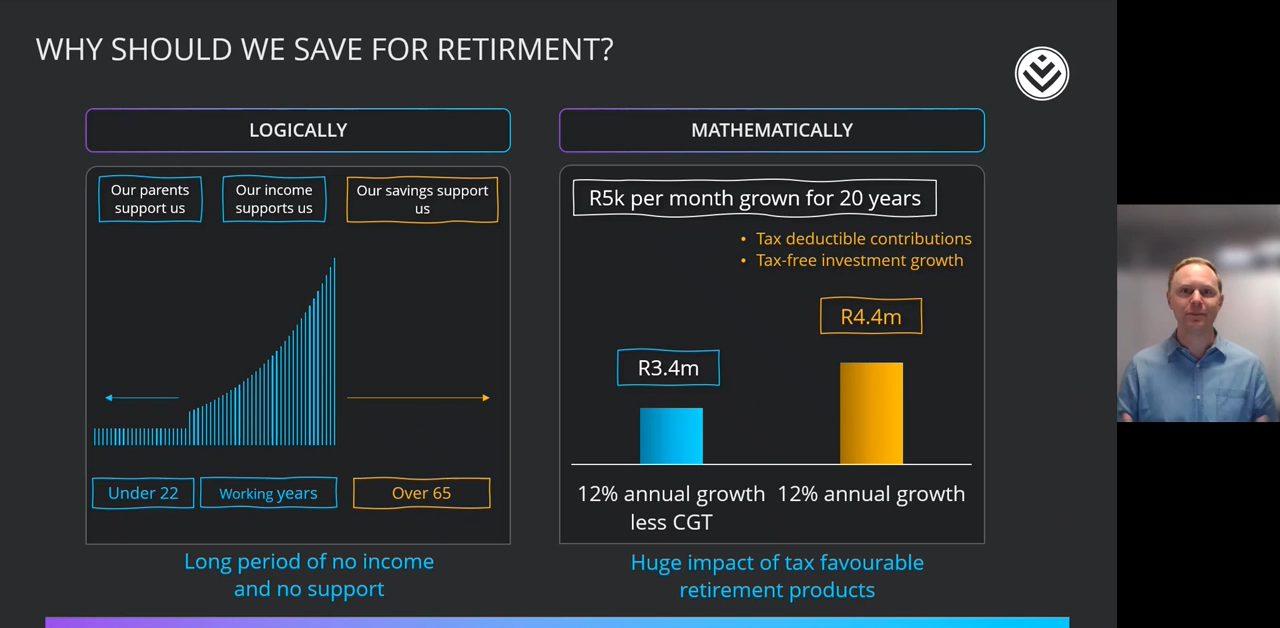 WHY SHOULD WE SAVE FOR RETIRMENT?
LOGICALLY
Our parents
support us
Our income
supports us
Our savings support
us
Under 22
Working years
Over 65
Long period of no income
and no support
MATHEMATICALLY
R5k per month grown for 20 years
• Tax deductible contributions
• Tax-free investment growth
R3.4m
R4.4m
12% annual growth
less CGT
12% annual growth
Huge impact of tax favourable
retirement products